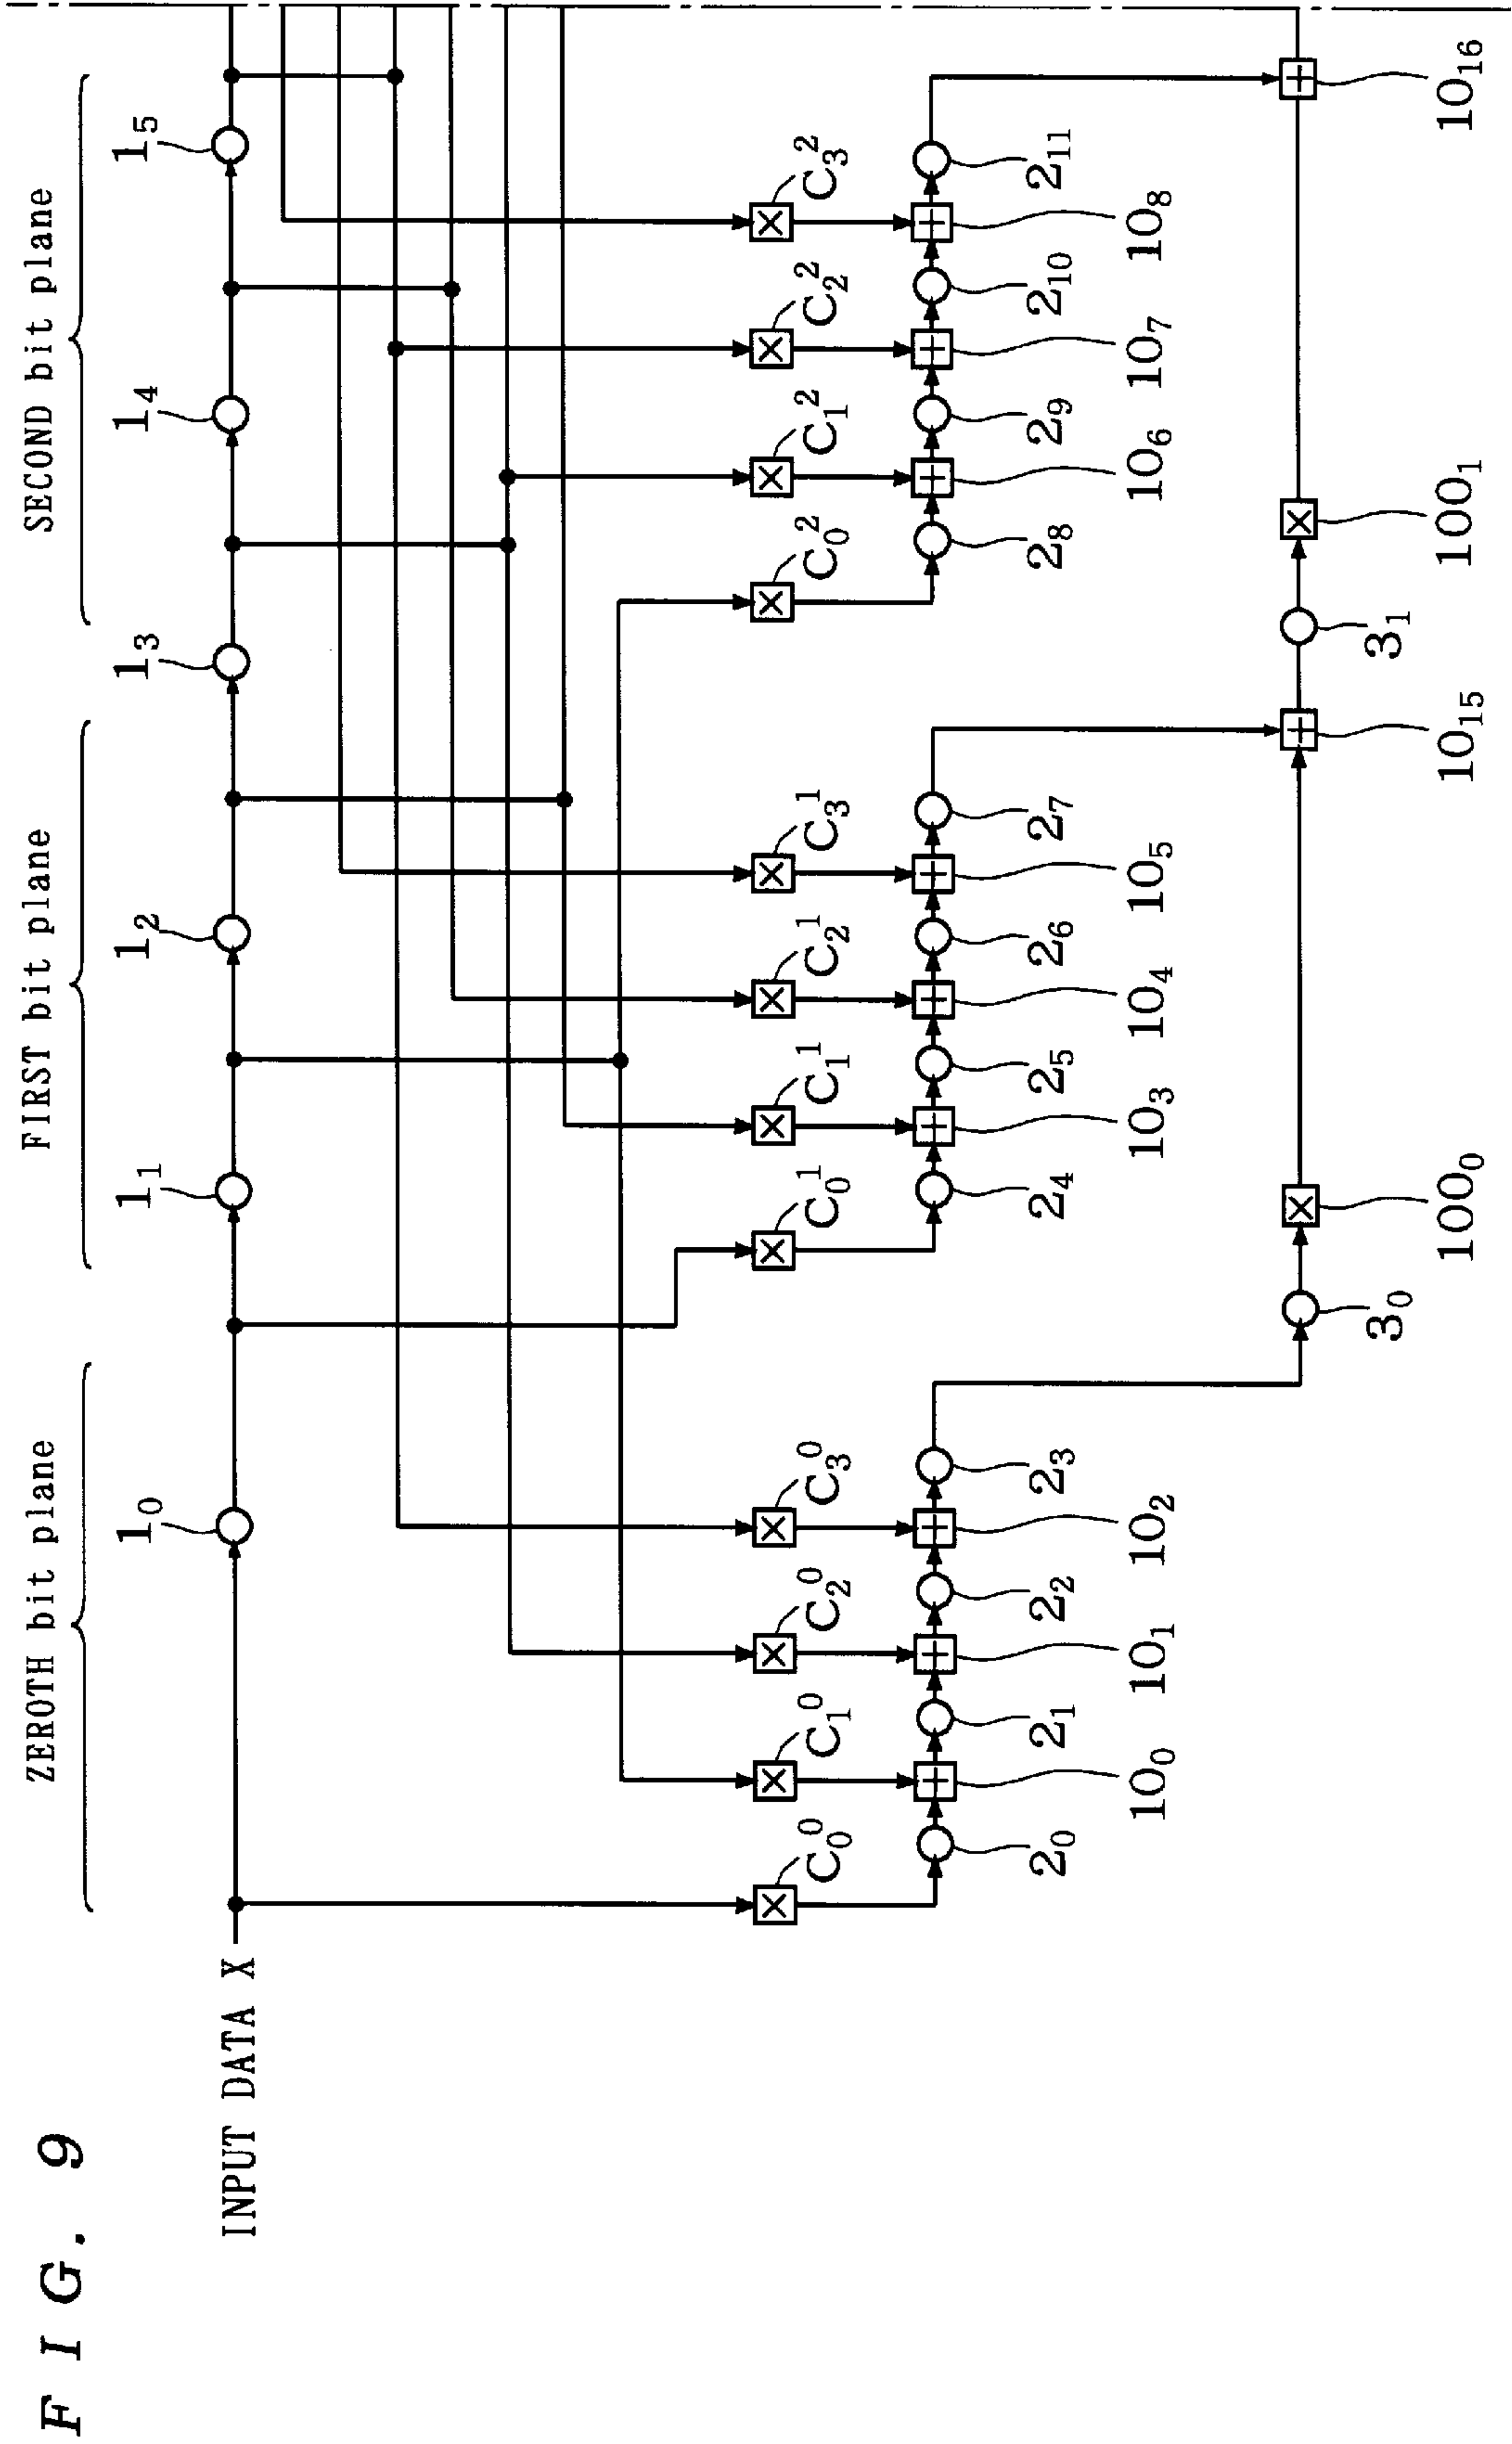 FIG. 9
ZEROTH bit plane
FIRST bit plane
SECOND bit plane
1₀
1₁
1₂
1₃
1₄
1₅
INPUT DATA X
C₀⁰
C₁⁰
C₂⁰
C₃⁰
C₀¹
C₁¹
C₂¹
C₃¹
C₀²
C₁²
C₂²
C₃²
2₀
2₁
2₂
2₃
2₄
2₅
2₆
2₇
2₈
2₉
2₁₀
2₁₁
10₀
10₁
10₂
10₃
10₄
10₅
10₆
10₇
10₈
3₀
3₁
100₀
10₁₅
100₁
10₁₆